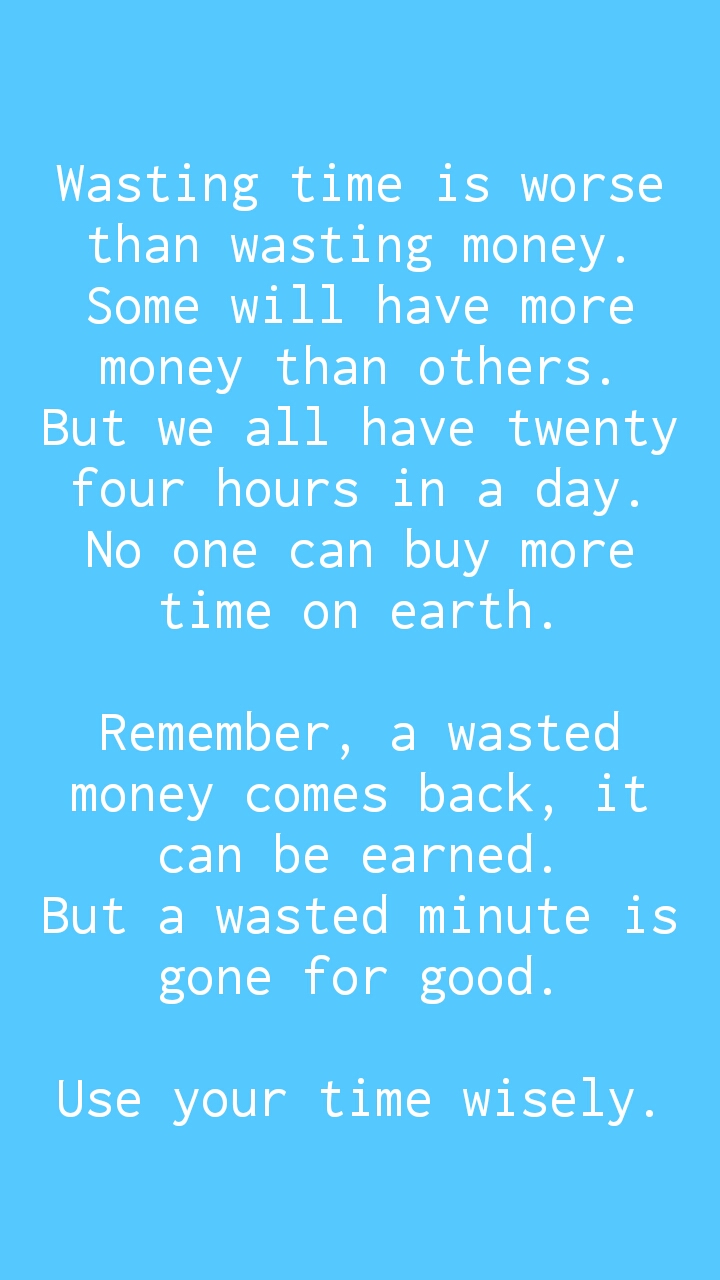 Wasting time is worse
than wasting money.
Some will have more
money than others.
But we all have twenty
four hours in a day.
No one can buy more
time on earth.
Remember, a wasted
money comes back, it
can be earned.
But a wasted minute is
gone for good.
Use your time wisely.